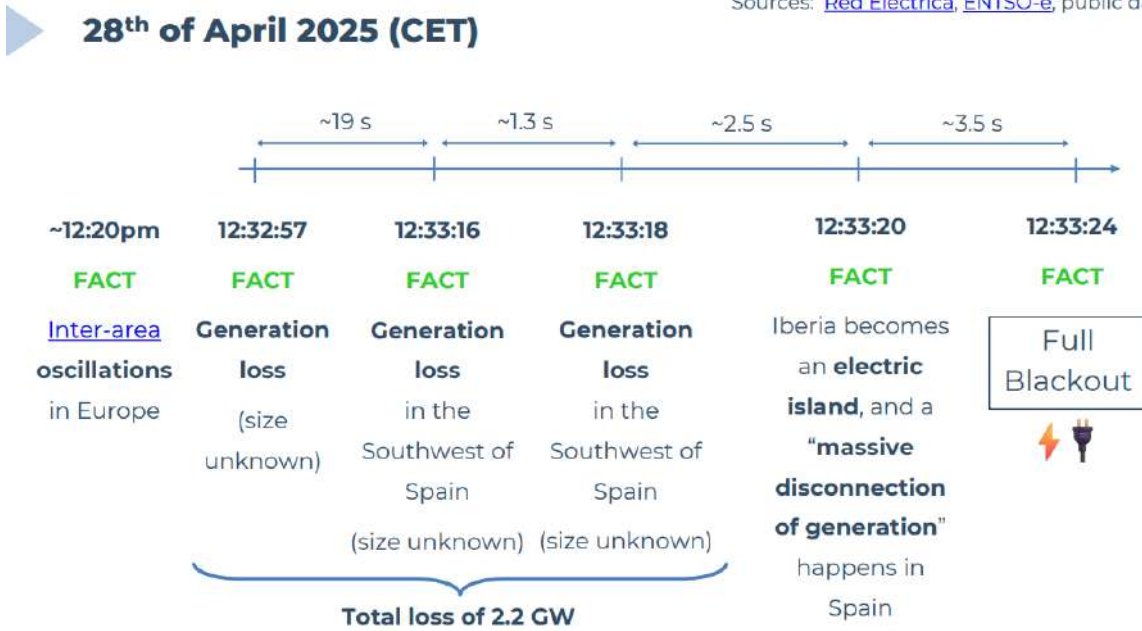 Sources: Red Eléctrica, ENTSO-e, public
28th of April 2025 (CET)
~19 s
~1.3 s
~2.5 s
~3.5 s
~12:20pm
FACT
Inter-area
oscillations
in Europe
12:32:57
FACT
Generation
loss
(size
unknown)
12:33:16
FACT
Generation
loss
in the
Southwest of
Spain
(size unknown)
12:33:18
FACT
Generation
loss
in the
Southwest of
Spain
(size unknown)
Total loss of 2.2 GW
12:33:20
FACT
Iberia becomes
an electric
island, and a
“massive
disconnection
of generation”
happens in
Spain
12:33:24
FACT
Full
Blackout